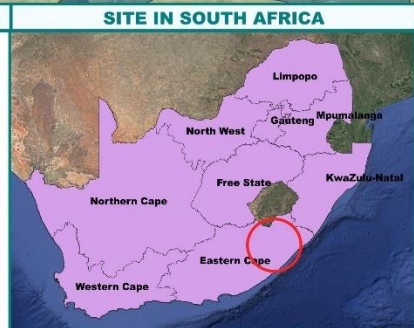 SITE IN SOUTH AFRICA
Limpopo
Mpumalanga
Gauteng
North West
Free State
KwaZulu-Natal
Northern Cape
Eastern Cape
Western Cape